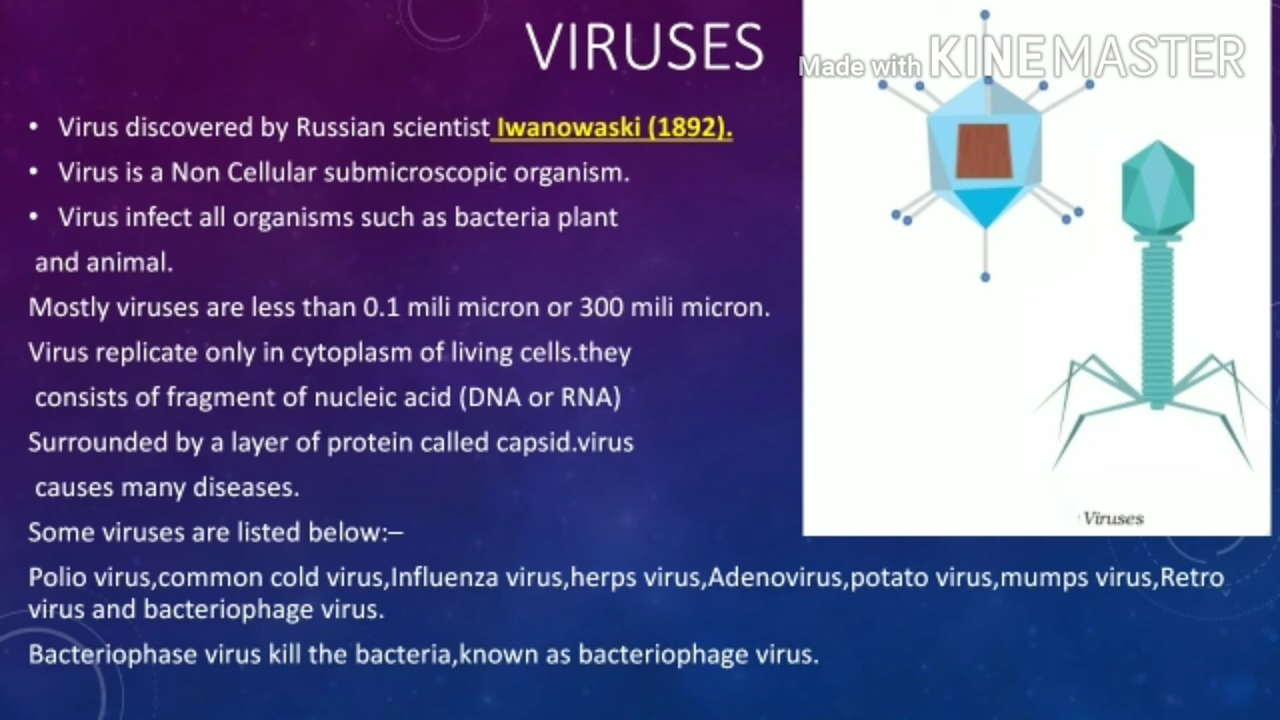 VIRUSES
Made with KINEMASTER
• Virus discovered by Russian scientist Iwanowaski (1892).
• Virus is a Non Cellular submicroscopic organism.
• Virus infect all organisms such as bacteria plant
and animal.
Mostly viruses are less than 0.1 mili micron or 300 mili micron.
Virus replicate only in cytoplasm of living cells.they
consists of fragment of nucleic acid (DNA or RNA)
Surrounded by a layer of protein called capsid.virus
causes many diseases.
Some viruses are listed below:–
Polio virus,common cold virus,Influenza virus,herps virus,Adenovirus,potato virus,mumps virus,Retro
virus and bacteriophage virus.
Bacteriophase virus kill the bacteria,known as bacteriophage virus.
Viruses